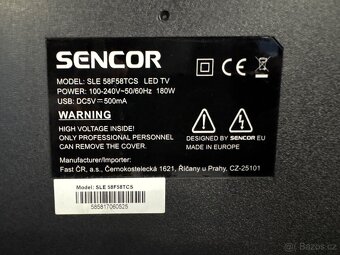 SENCOR
MODEL: SLE 58F58TCS LED TV
POWER: 100-240V~50/60Hz 180W
USB: DC5V⎓500mA
WARNING
HIGH VOLTAGE INSIDE!
ONLY PROFESSIONAL PERSONNEL
CAN REMOVE THE COVER.
DESIGNED BY SENCOR EU
MADE IN EUROPE
Manufacturer/Importer:
Fast ČR, a.s., Černokostelecká 1621, Říčany u Prahy, CZ-25101
Model: SLE 58F58TCS
585817060525
bazoš.cz